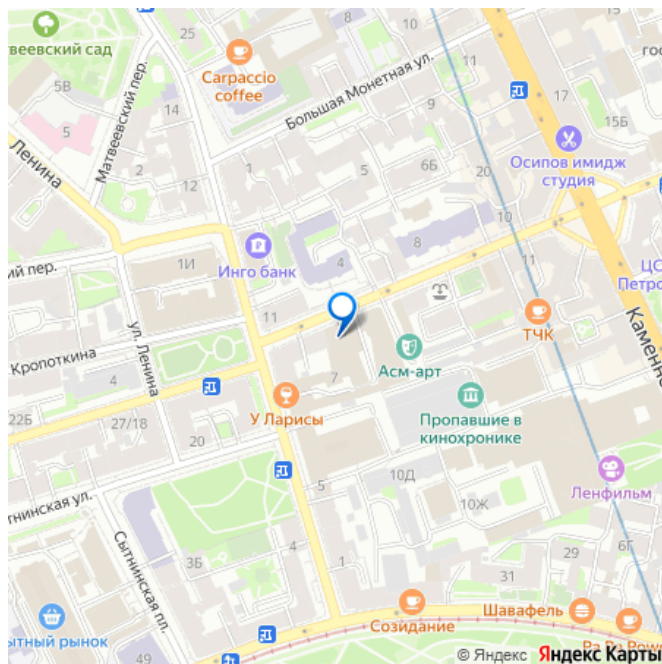 25
8
10
11
твеевский сад
Carpaccio
coffee
Большая Монетная ул.
5В
Матвеевский пер.
14
17
15Б
5
Ленина
2
1
5
6Б
20
Осипов имидж
студия
10
8
4
Инго банк
ий пер.
1И
11
ЦС
Петро
ТЧК
Каменно
Кропоткина
ул. Ленина
4
7
Асм-арт
Пропавшие в
кинохронике
У Ларисы
22Б
27/18
20
10Д
Ленфильм
5
тнинская ул.
10Ж
Сытнинская пл.
3Б
4
1
29
6Г
31
Созидание
Шавафель
ытный рынок
49
© Яндекс Яндекс Карты